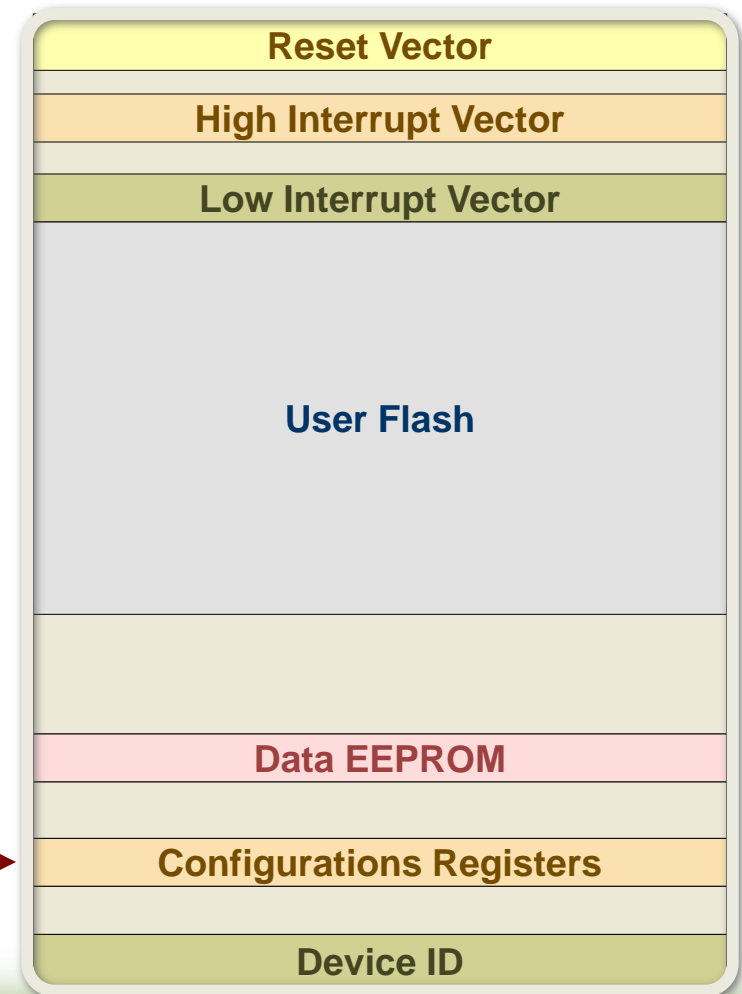 Reset Vector
High Interrupt Vector
Low Interrupt Vector
User Flash
Data EEPROM
Configurations Registers
Device ID